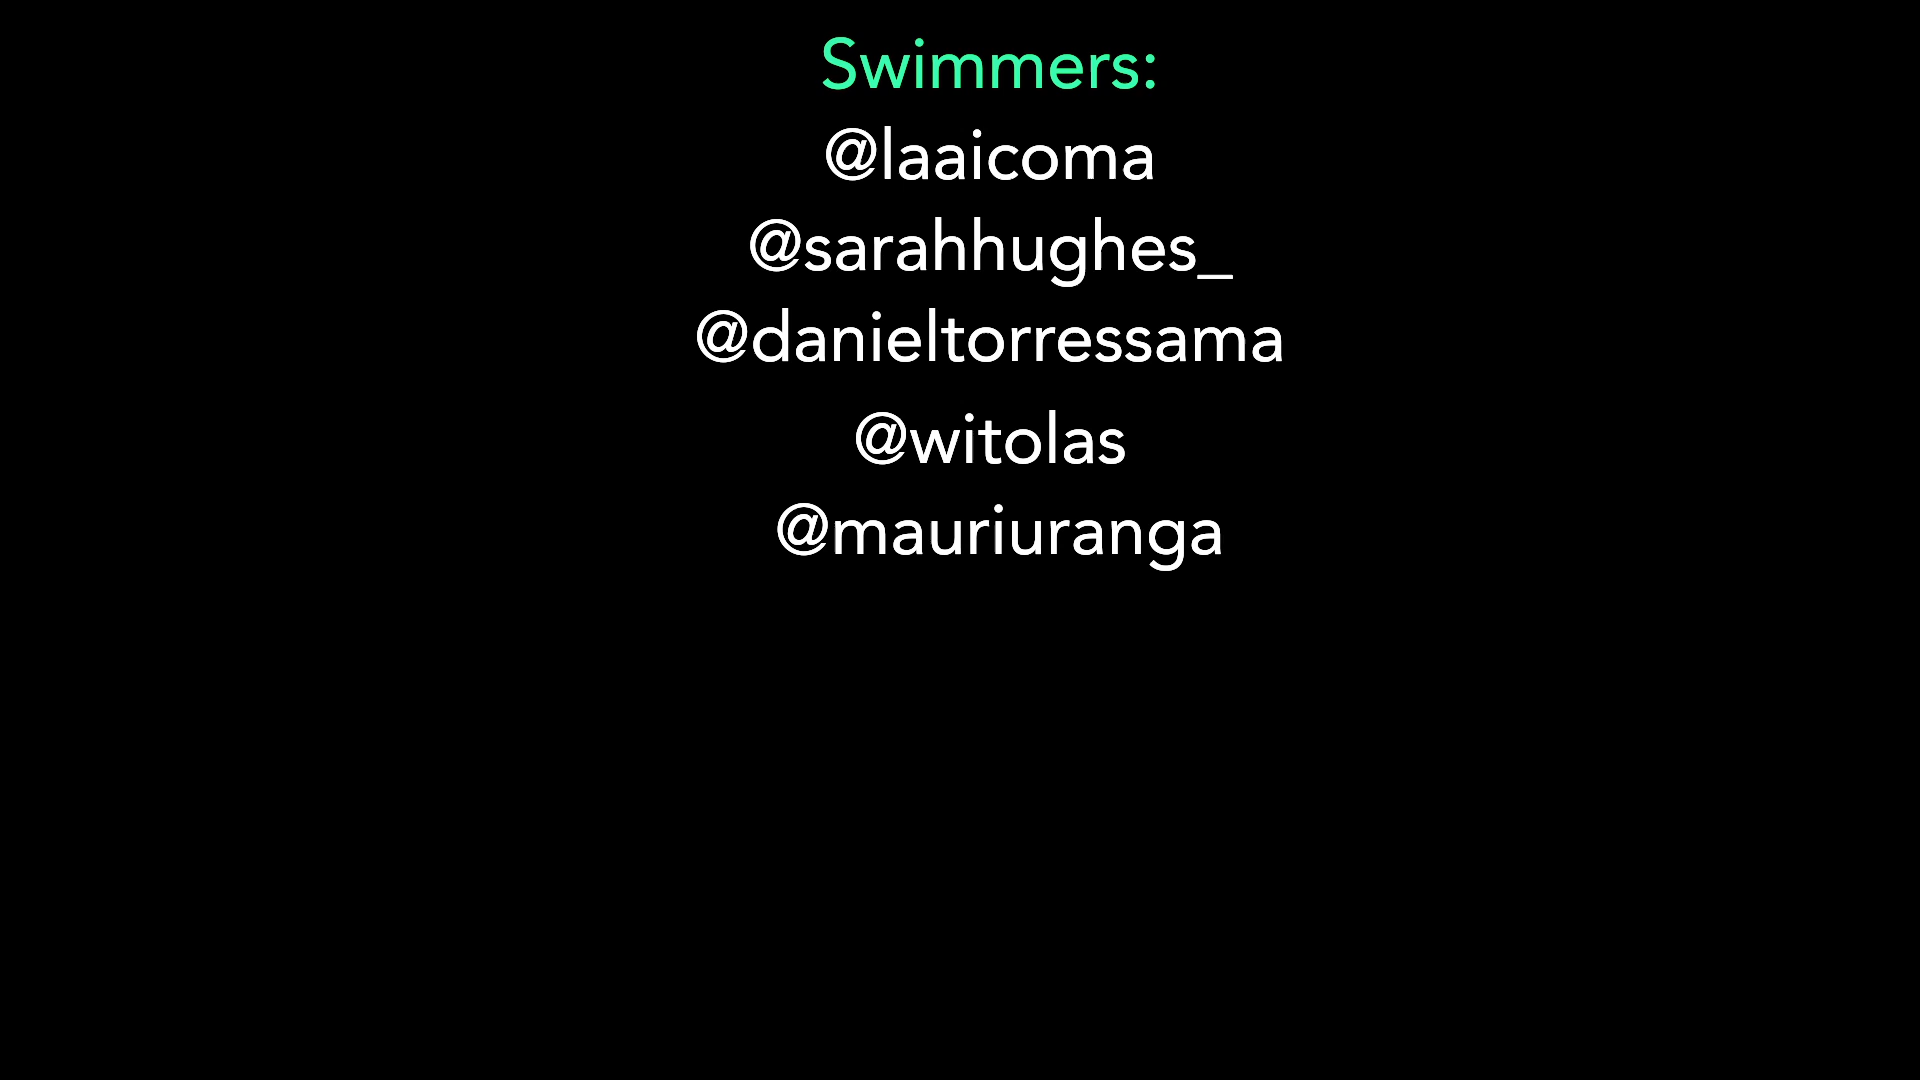 Swimmers:
@laaicoma
@sarahhughes_
@danieltorressama
@witolas
@mauriuranga